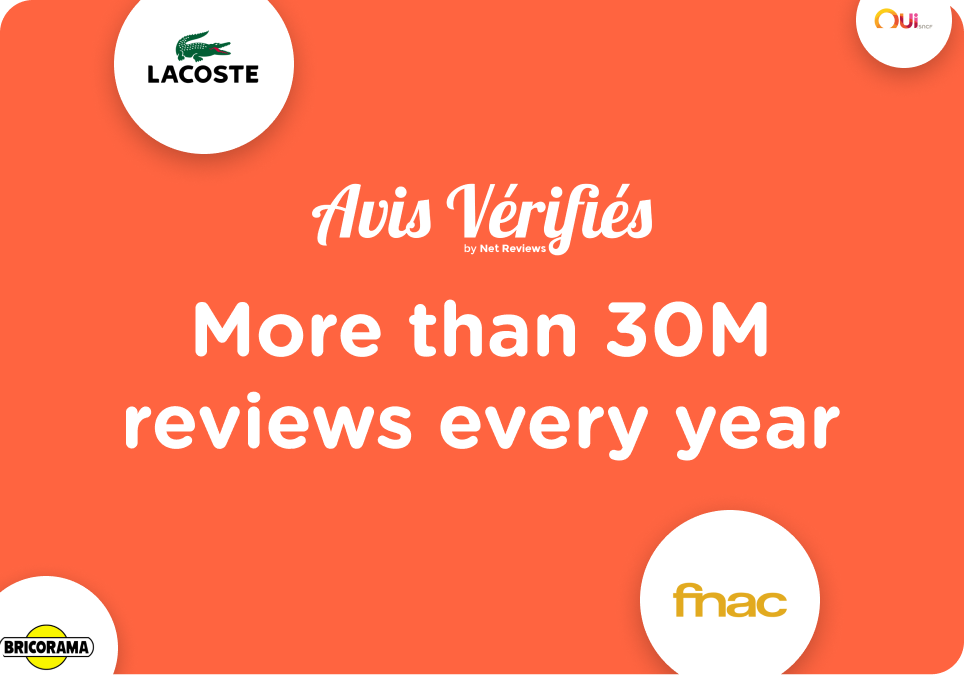 LACOSTE
OUi
SNCF
Avis Vérifiés
by Net Reviews
More than 30M
reviews every year
fnac
BRICORAMA